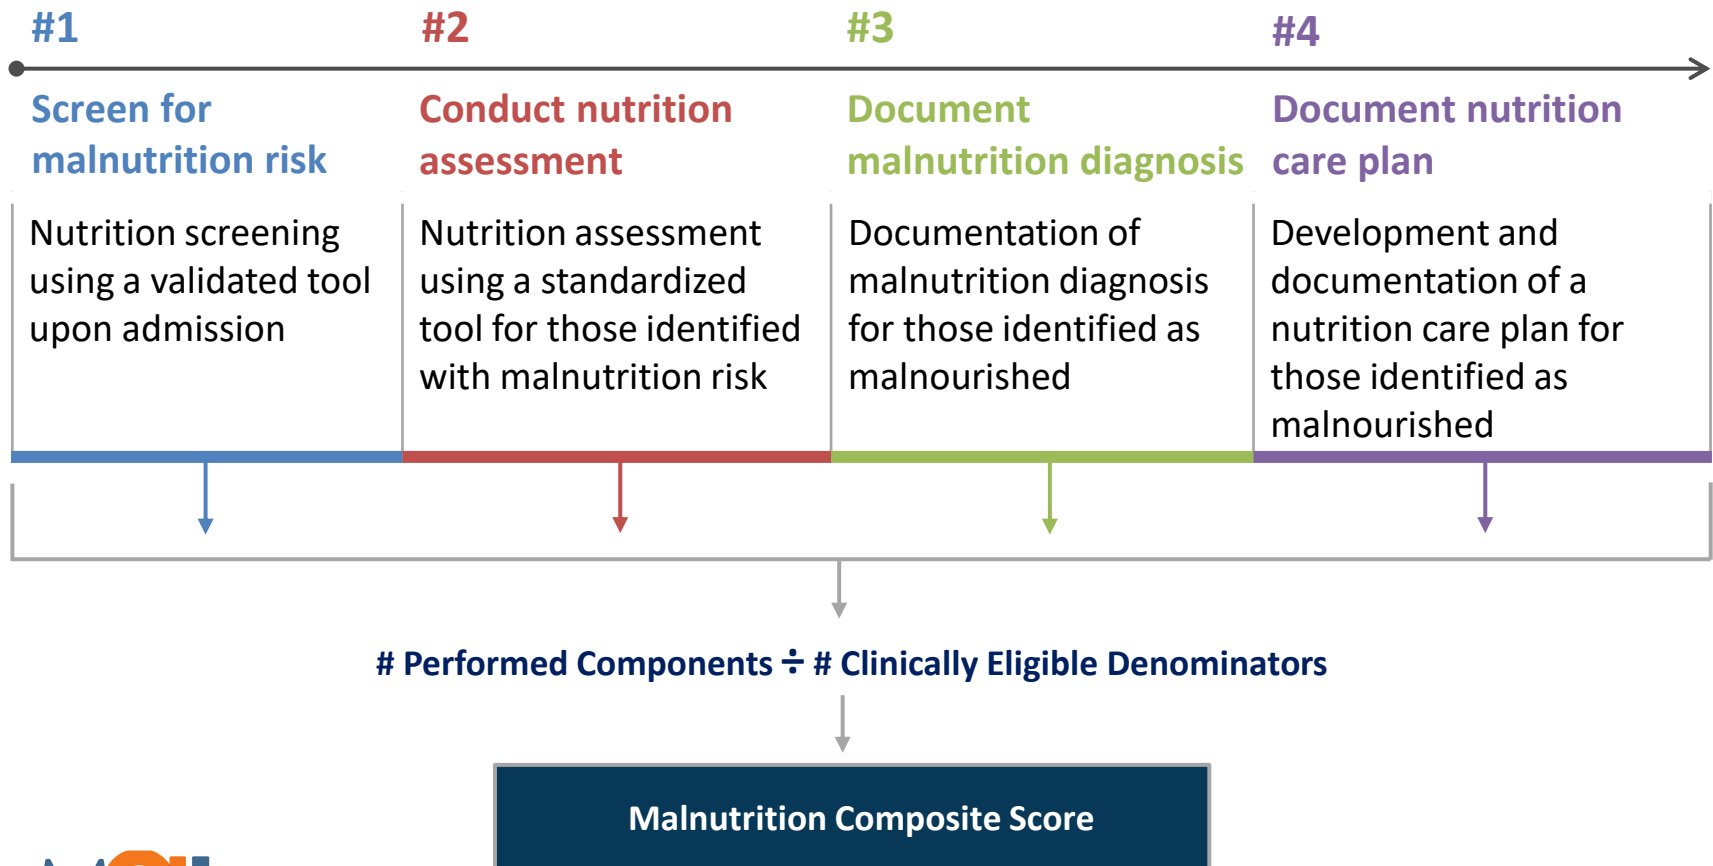 #1
#2
#3
#4
Screen for
malnutrition risk
Conduct nutrition
assessment
Document
malnutrition diagnosis
Document nutrition
care plan
Nutrition screening
using a validated tool
upon admission
Nutrition assessment
using a standardized
tool for those identified
with malnutrition risk
Documentation of
malnutrition diagnosis
for those identified as
malnourished
Development and
documentation of a
nutrition care plan for
those identified as
malnourished
# Performed Components ÷ # Clinically Eligible Denominators
Malnutrition Composite Score